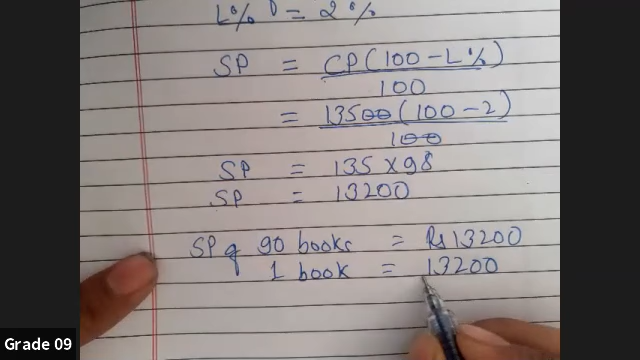 L% = 2%
SP = CP(100-L%)
100
= 13500(100-2)
100
SP = 135 x 98
SP = 13200
SP of 90 books = Rs 13200
1 book = 13200
Grade 09